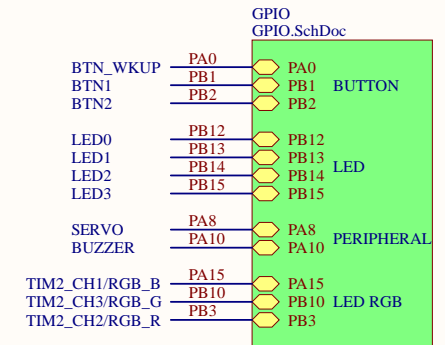 GPIO
GPIO.SchDoc
BTN_WKUP PA0 PA0
BTN1 PB1 PB1 BUTTON
BTN2 PB2 PB2
LED0 PB12 PB12
LED1 PB13 PB13
LED
LED2 PB14 PB14
LED3 PB15 PB15
SERVO PA8 PA8
PERIPHERAL
BUZZER PA10 PA10
TIM2_CH1/RGB_B PA15 PA15
TIM2_CH3/RGB_G PB10 PB10 LED RGB
TIM2_CH2/RGB_R PB3 PB3